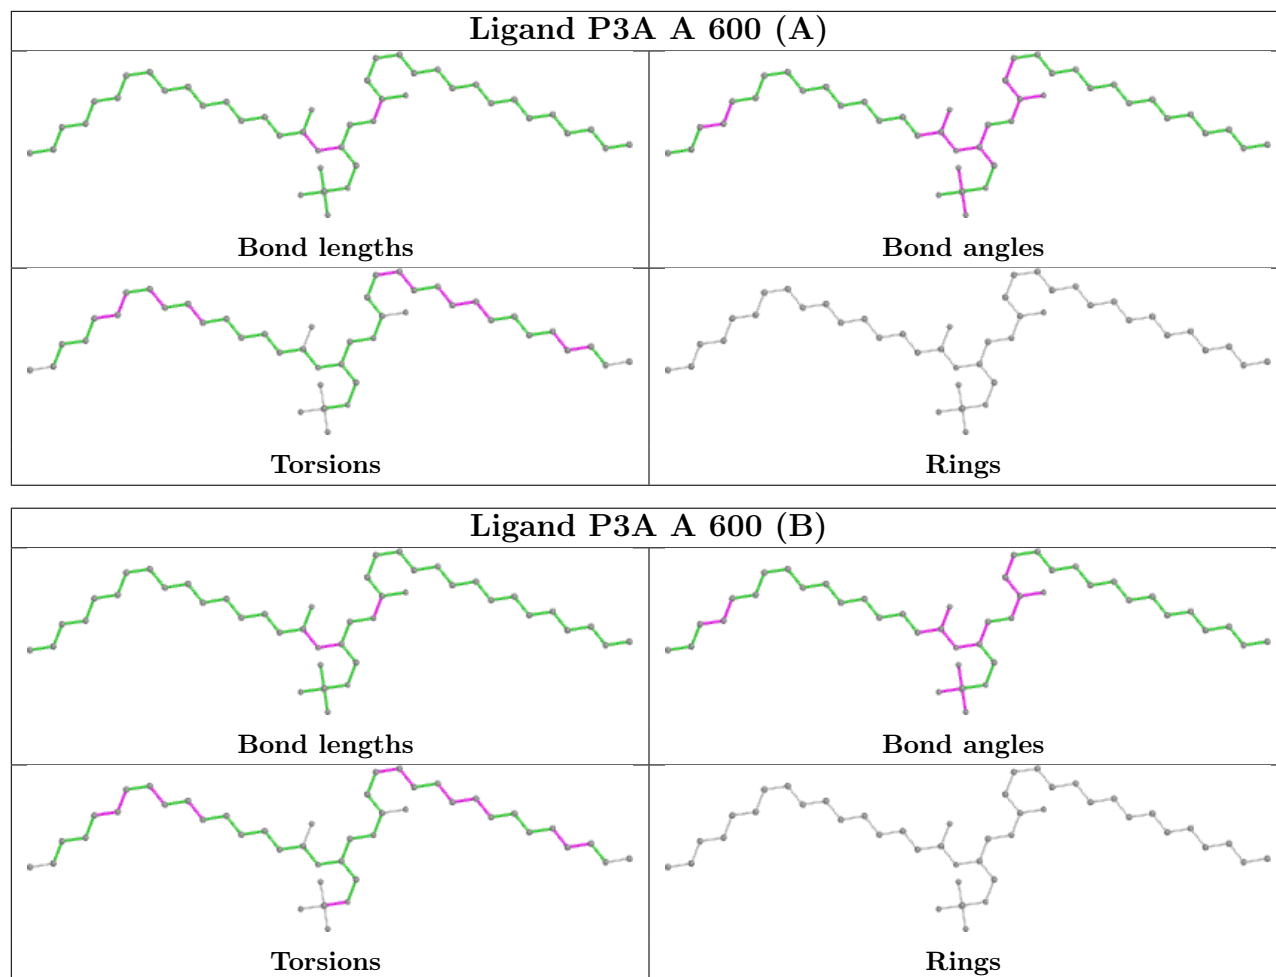 Ligand P3A A 600 (A)
Bond lengths
Bond angles
Torsions
Rings
Ligand P3A A 600 (B)
Bond lengths
Bond angles
Torsions
Rings